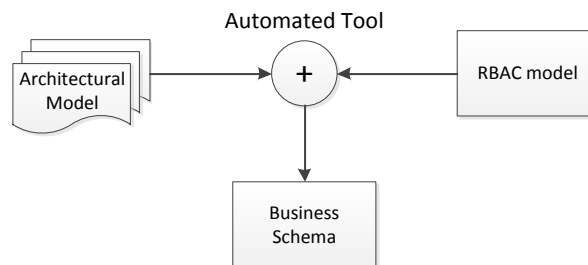 Automated Tool
Architectural
Model
+
RBAC model
Business
Schema